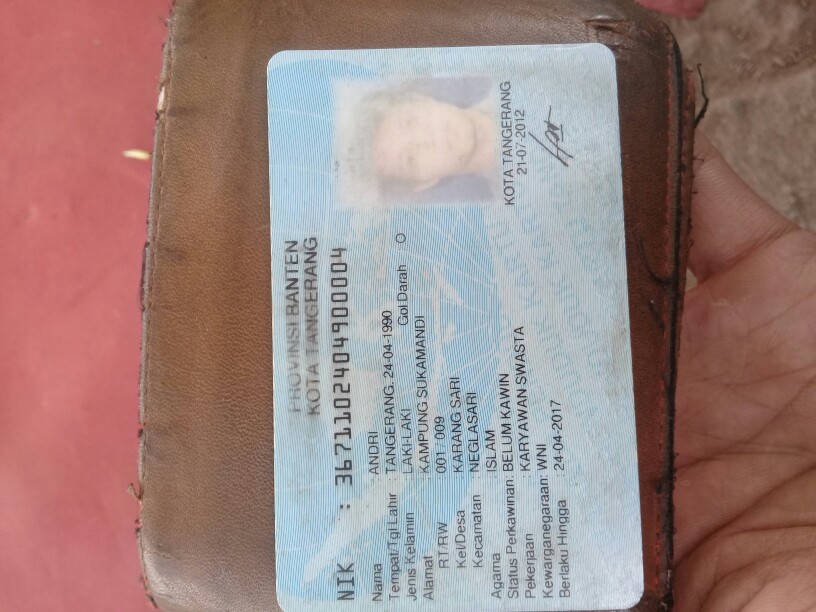 PROVINSI BANTEN
KOTA TANGERANG
NIK : 3671102404900004
Nama : ANDRI
Tempat/Tgl Lahir : TANGERANG, 24-04-1990
Jenis Kelamin : LAKI-LAKI Gol Darah O
Alamat : KAMPUNG SUKAMANDI
RT/RW : 001 / 009
Kel/Desa : KARANG SARI
Kecamatan : NEGLASARI
Agama : ISLAM
Status Perkawinan: BELUM KAWIN
Pekerjaan : KARYAWAN SWASTA
Kewarganegaraan: WNI
Berlaku Hingga : 24-04-2017
KOTA TANGERANG
21-07-2012